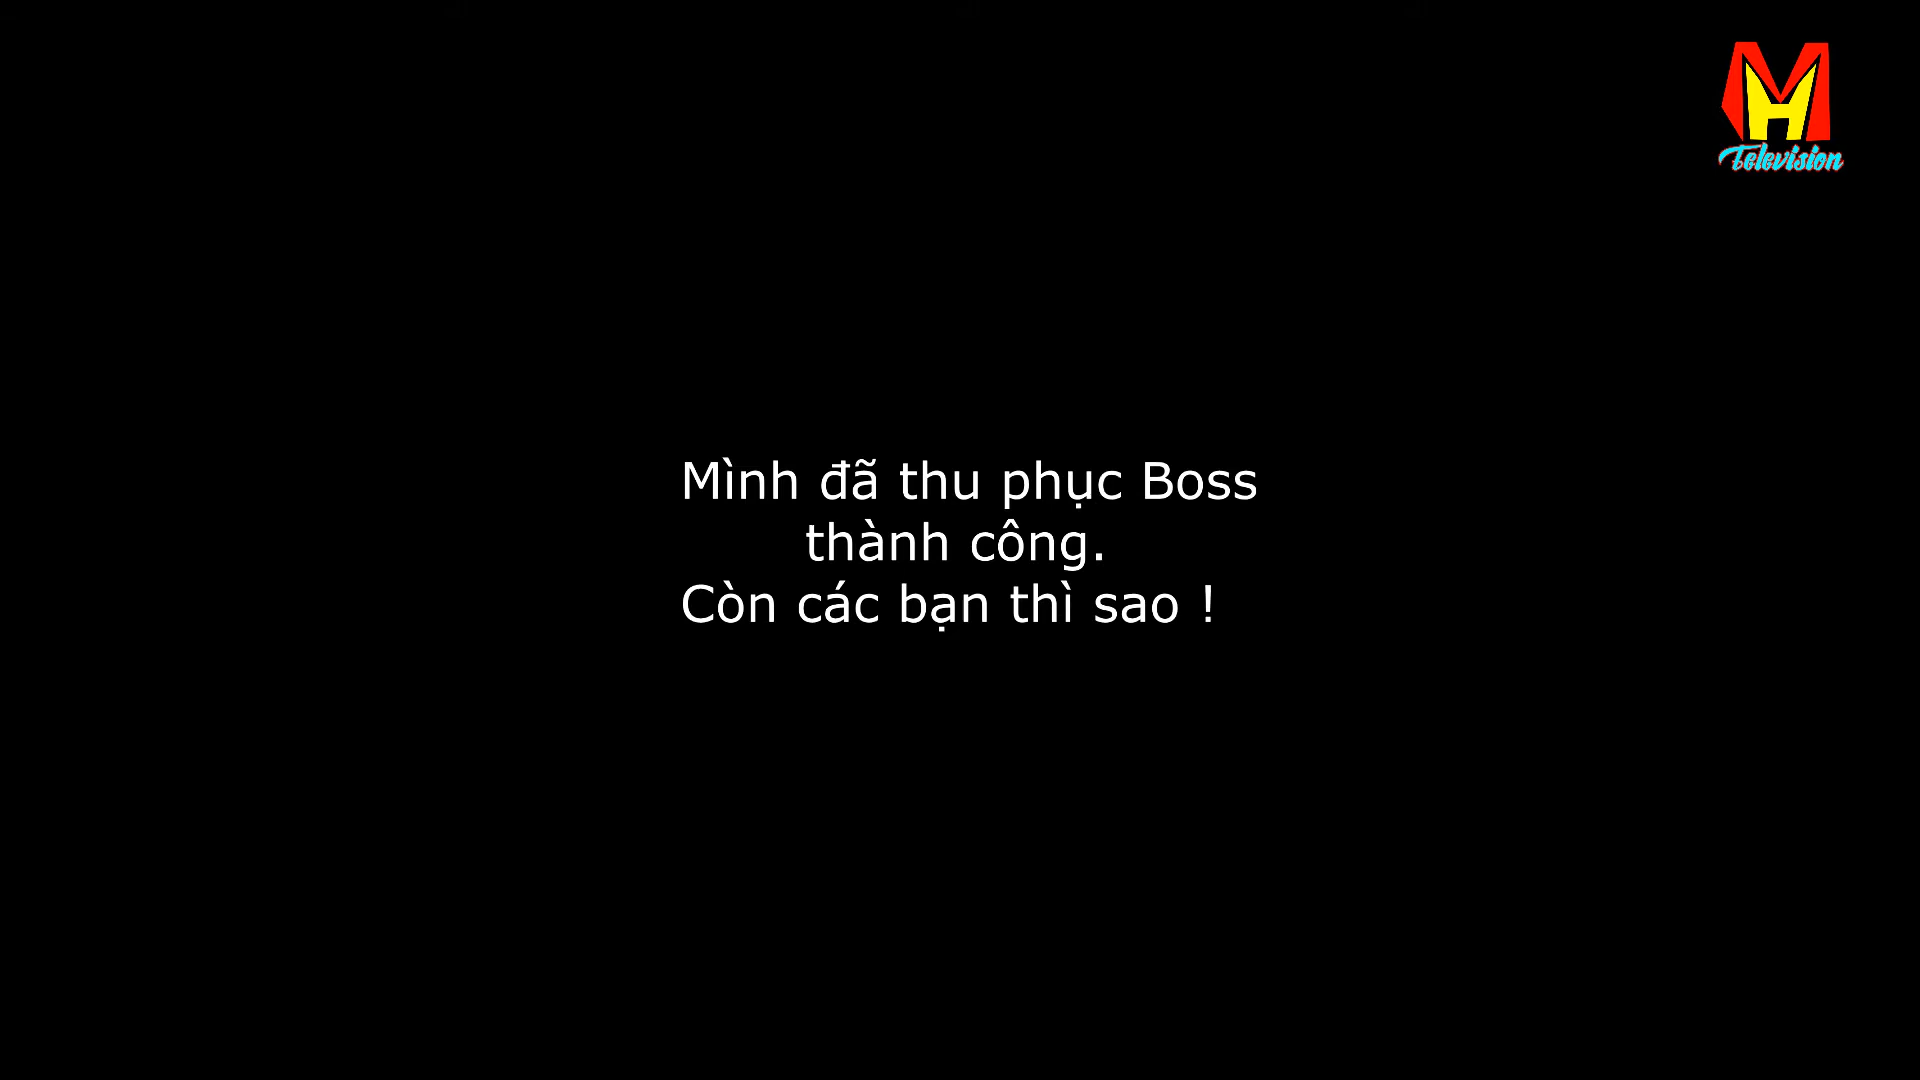 MH
Television
Mình đã thu phục Boss
thành công.
Còn các bạn thì sao !